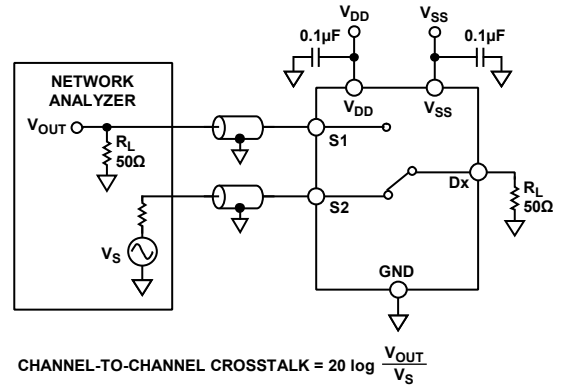 V_DD
V_SS
0.1µF
0.1µF
NETWORK
ANALYZER
V_DD
V_SS
V_OUT
R_L
50Ω
S1
S2
Dx
R_L
50Ω
V_S
GND
CHANNEL-TO-CHANNEL CROSSTALK = 20 log V_OUT / V_S